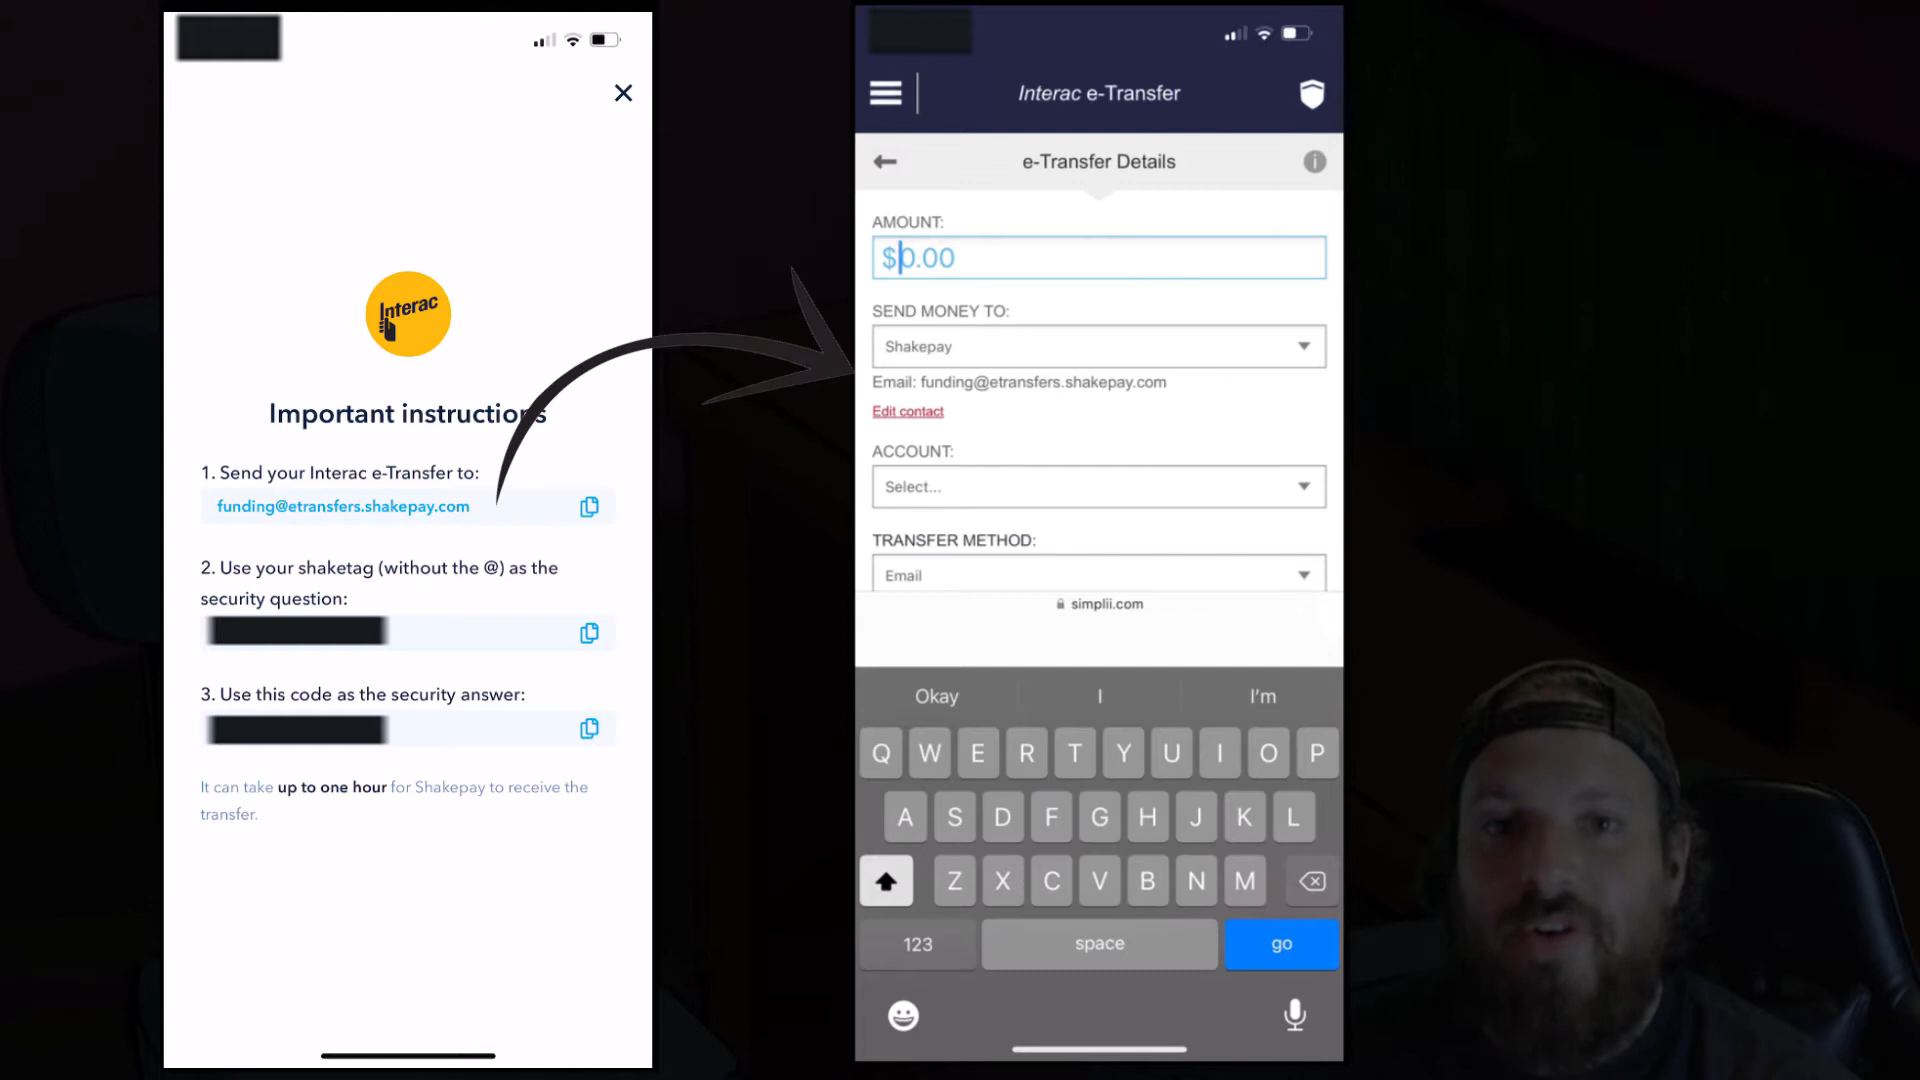 Interac
Important instructions
1. Send your Interac e-Transfer to:
funding@etransfers.shakepay.com
2. Use your shaketag (without the @) as the
security question:
3. Use this code as the security answer:
It can take up to one hour for Shakepay to receive the
transfer.
Interac e-Transfer
e-Transfer Details
AMOUNT:
$0.00
SEND MONEY TO:
Shakepay
Email: funding@etransfers.shakepay.com
Edit contact
ACCOUNT:
Select...
TRANSFER METHOD:
Email
simplii.com
Okay I I'm
Q W E R T Y U I O P
A S D F G H J K L
Z X C V B N M
123 space go